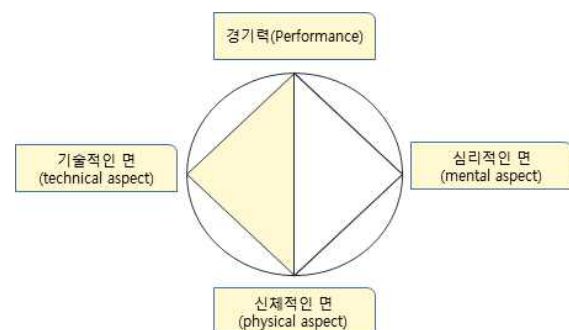 경기력(Performance)
기술적인 면
(technical aspect)
심리적인 면
(mental aspect)
신체적인 면
(physical aspect)